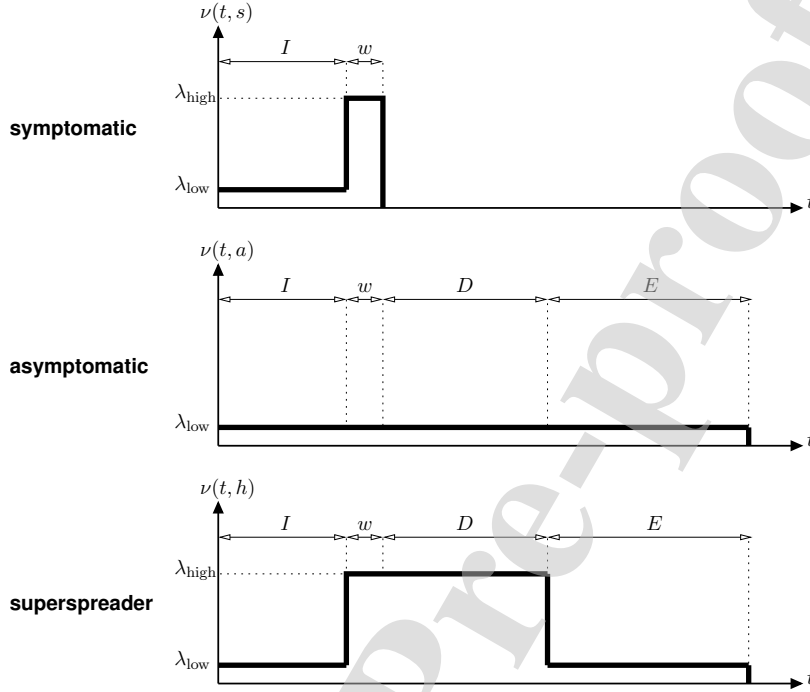 ν(t, s)
I w
λhigh
symptomatic
λlow
t
ν(t, a)
I w D E
asymptomatic
λlow
t
ν(t, h)
I w D E
λhigh
superspreader
λlow
t
Pre-proof